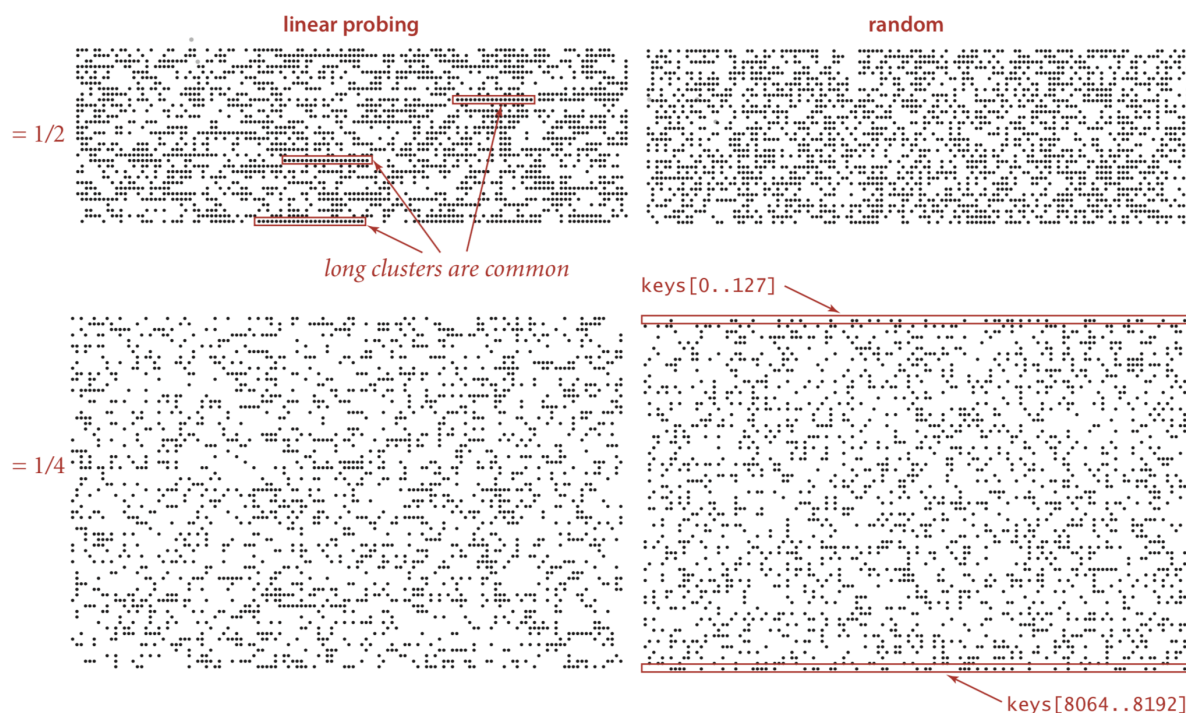 linear probing
random
= 1/2
long clusters are common
keys[0..127]
= 1/4
keys[8064..8192]